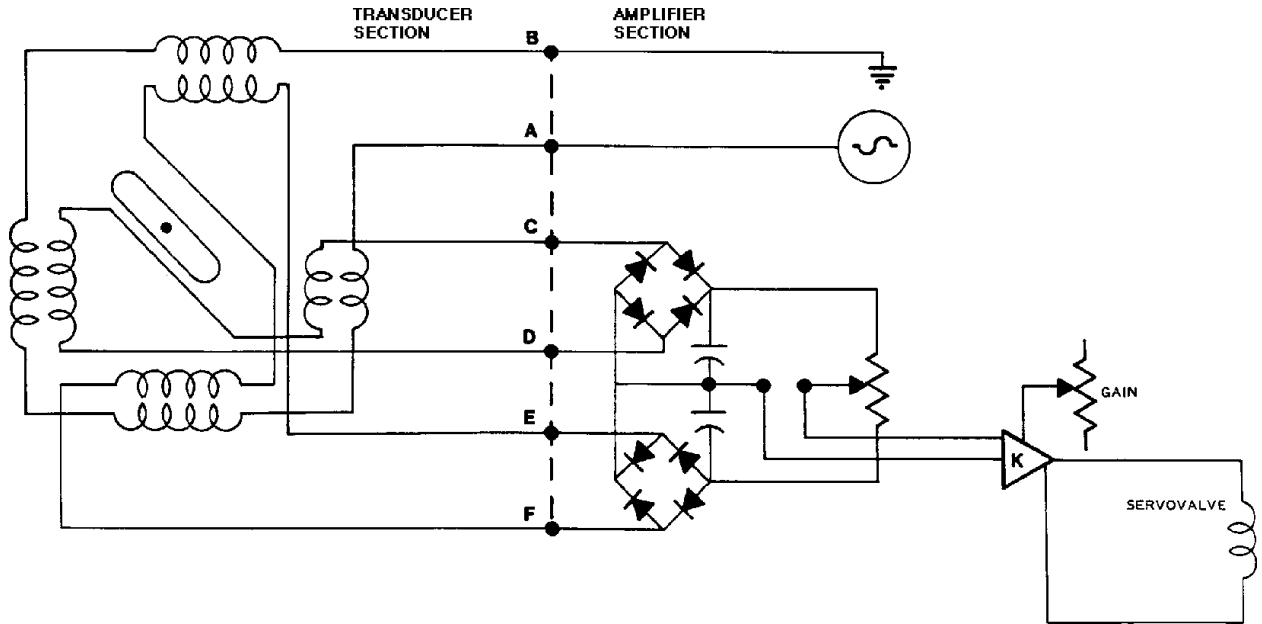 TRANSDUCER
SECTION
AMPLIFIER
SECTION
B
A
C
D
E
F
GAIN
K
SERVOVALVE